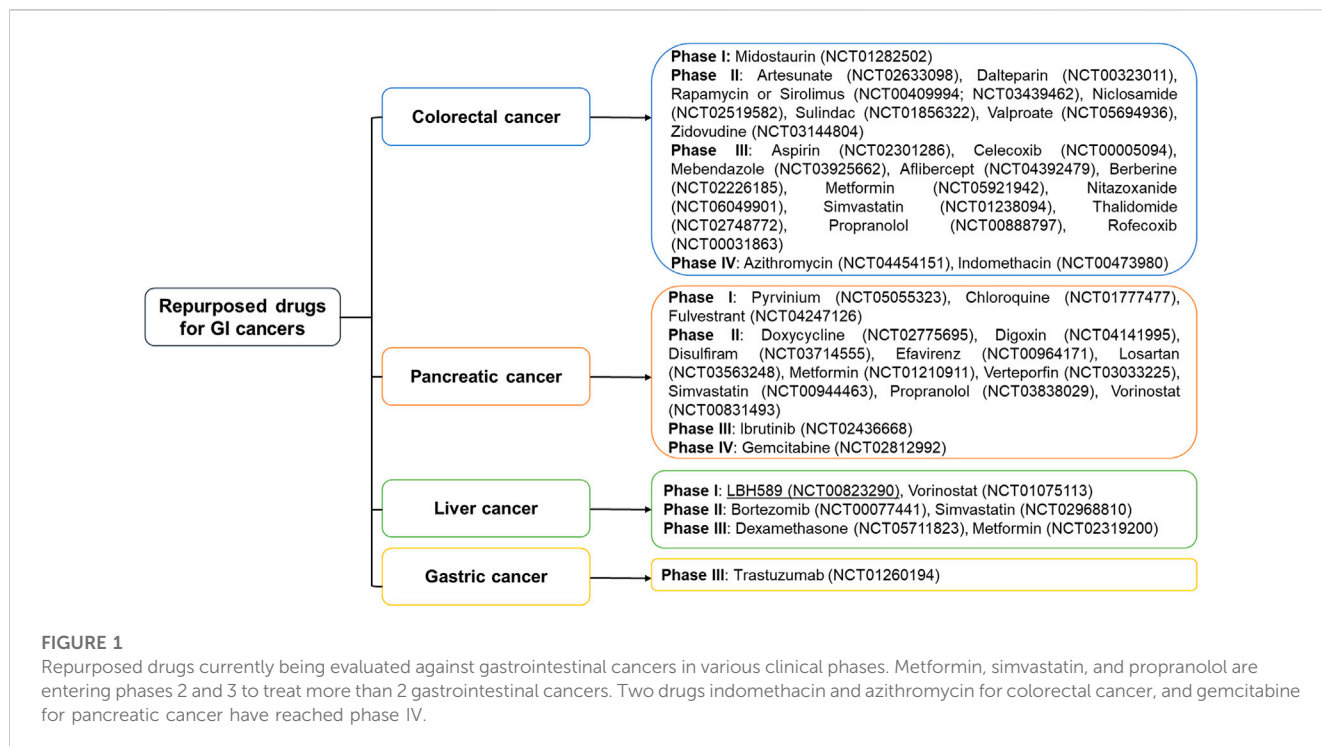 Repurposed drugs
for GI cancers
Colorectal cancer
Phase I: Midostaurin (NCT01282502)
Phase II: Artesunate (NCT02633098), Dalteparin (NCT00323011),
Rapamycin or Sirolimus (NCT00409994; NCT03439462), Niclosamide
(NCT02519582), Sulindac (NCT01856322), Valproate (NCT05694936),
Zidovudine (NCT03144804)
Phase III: Aspirin (NCT02301286), Celecoxib (NCT00005094),
Mebendazole (NCT03925662), Aflibercept (NCT04392479), Berberine
(NCT02226185), Metformin (NCT05921942), Nitazoxanide
(NCT06049901), Simvastatin (NCT01238094), Thalidomide
(NCT02748772), Propranolol (NCT00888797), Rofecoxib
(NCT00031863)
Phase IV: Azithromycin (NCT04454151), Indomethacin (NCT00473980)
Pancreatic cancer
Phase I: Pyrvinium (NCT05055323), Chloroquine (NCT01777477),
Fulvestrant (NCT04247126)
Phase II: Doxycycline (NCT02775695), Digoxin (NCT04141995),
Disulfiram (NCT03714555), Efavirenz (NCT00964171), Losartan
(NCT03563248), Metformin (NCT01210911), Verteporfin (NCT03033225),
Simvastatin (NCT00944463), Propranolol (NCT03838029), Vorinostat
(NCT00831493)
Phase III: Ibrutinib (NCT02436668)
Phase IV: Gemcitabine (NCT02812992)
Liver cancer
Phase I: LBH589 (NCT00823290), Vorinostat (NCT01075113)
Phase II: Bortezomib (NCT00077441), Simvastatin (NCT02968810)
Phase III: Dexamethasone (NCT05711823), Metformin (NCT02319200)
Gastric cancer
Phase III: Trastuzumab (NCT01260194)
FIGURE 1
Repurposed drugs currently being evaluated against gastrointestinal cancers in various clinical phases. Metformin, simvastatin, and propranolol are
entering phases 2 and 3 to treat more than 2 gastrointestinal cancers. Two drugs indomethacin and azithromycin for colorectal cancer, and gemcitabine
for pancreatic cancer have reached phase IV.